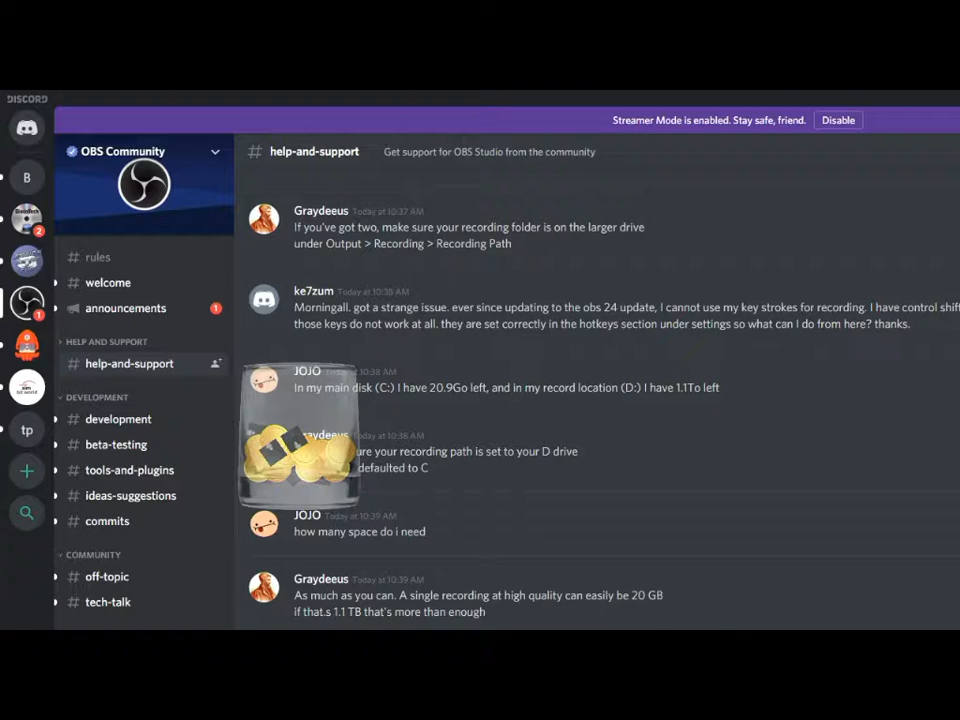 DISCORD
Streamer Mode is enabled. Stay safe, friend. Disable
OBS Community
# help-and-support Get support for OBS Studio from the community
B
2
1
tp
# rules
welcome
announcements 1
HELP AND SUPPORT
# help-and-support
DEVELOPMENT
# development
# beta-testing
# tools-and-plugins
# ideas-suggestions
# commits
COMMUNITY
# off-topic
# tech-talk
Graydeeus Today at 10:37 AM
If you've got two, make sure your recording folder is on the larger drive
under Output > Recording > Recording Path
ke7zum Today at 10:38 AM
Morningall. got a strange issue. ever since updating to the obs 24 update, I cannot use my key strokes for recording. I have control shift
those keys do not work at all. they are set correctly in the hotkeys section under settings so what can I do from here? thanks.
JOJO Today at 10:38 AM
In my main disk (C:) I have 20.9Go left, and in my record location (D:) I have 1.1To left
raydeeus Today at 10:38 AM
re your recording path is set to your D drive
defaulted to C
JOJO Today at 10:39 AM
how many space do i need
Graydeeus Today at 10:39 AM
As much as you can. A single recording at high quality can easily be 20 GB
if that.s 1.1 TB that's more than enough